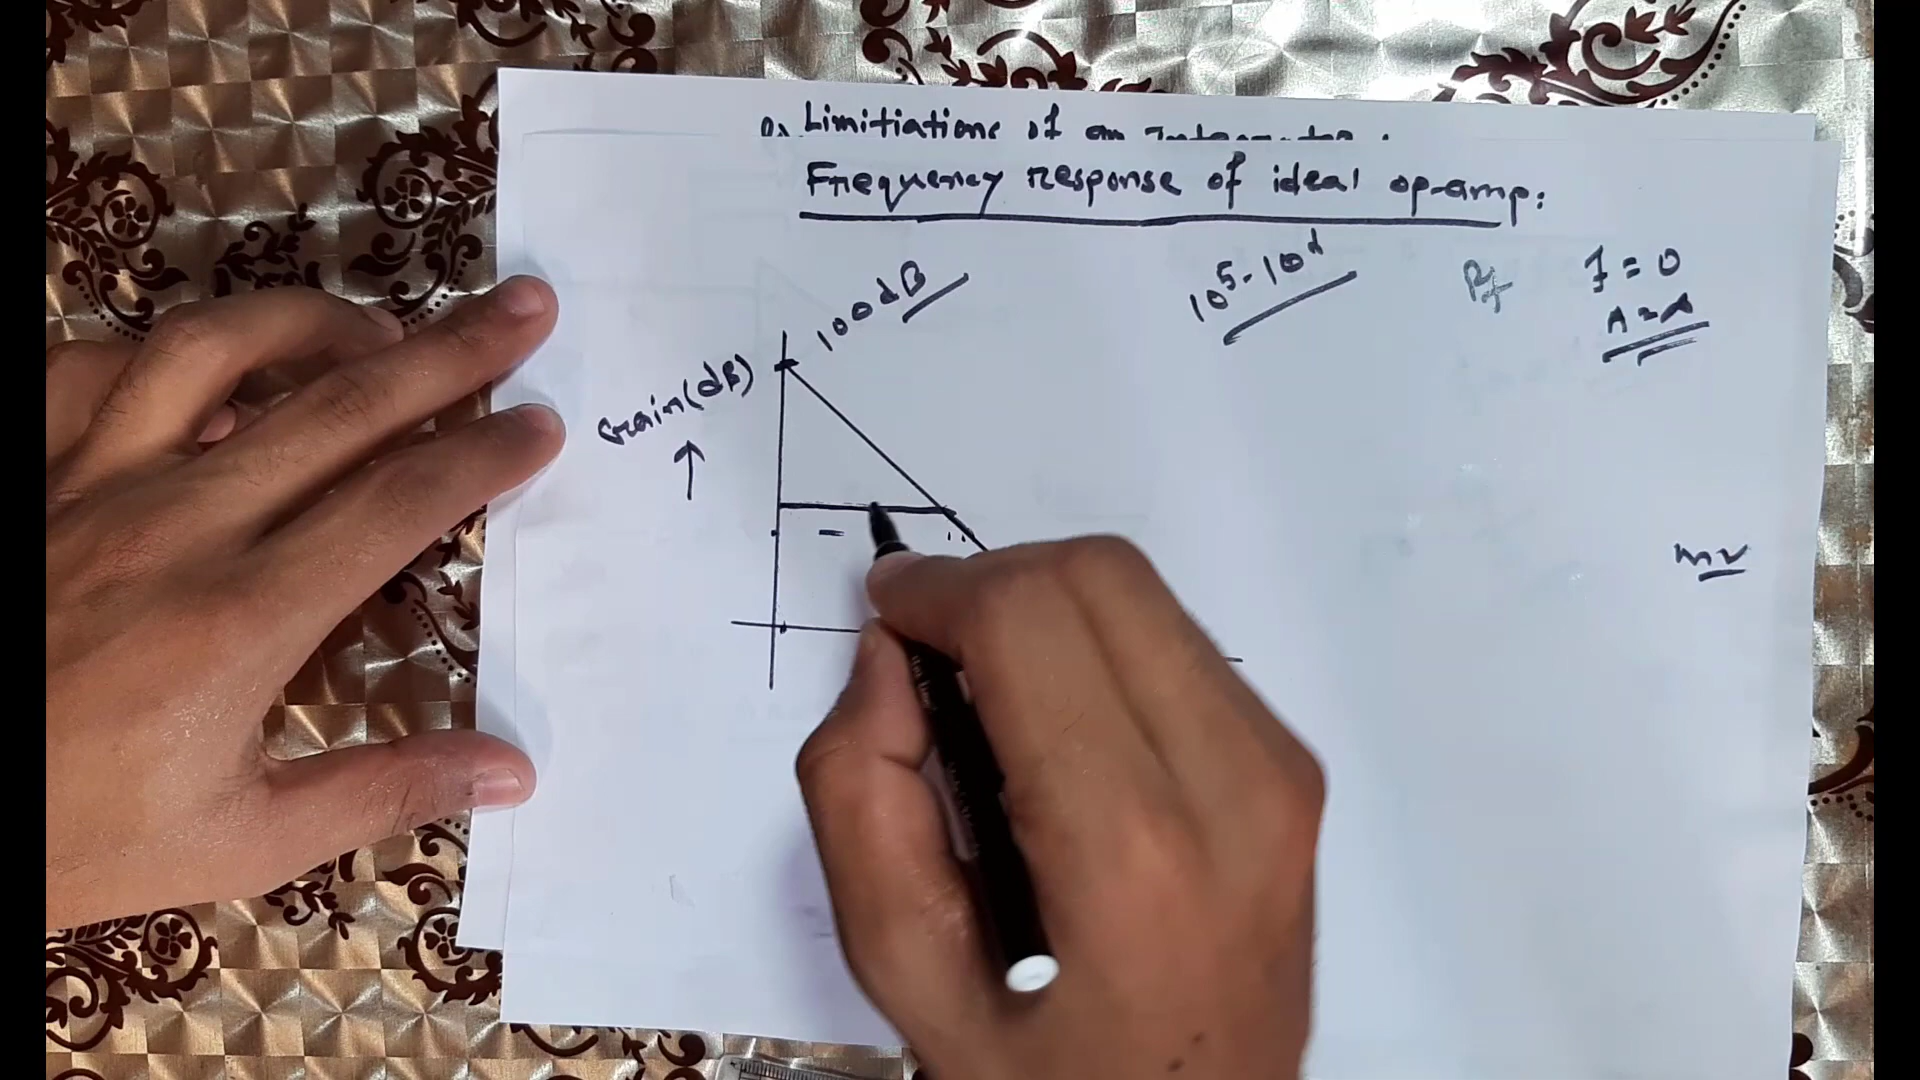 Limitiations of an
Frequency response of ideal op-amp:
100dB
10^5-10^6
f = 0
A = ∞
Gain(dB)
↑
mv